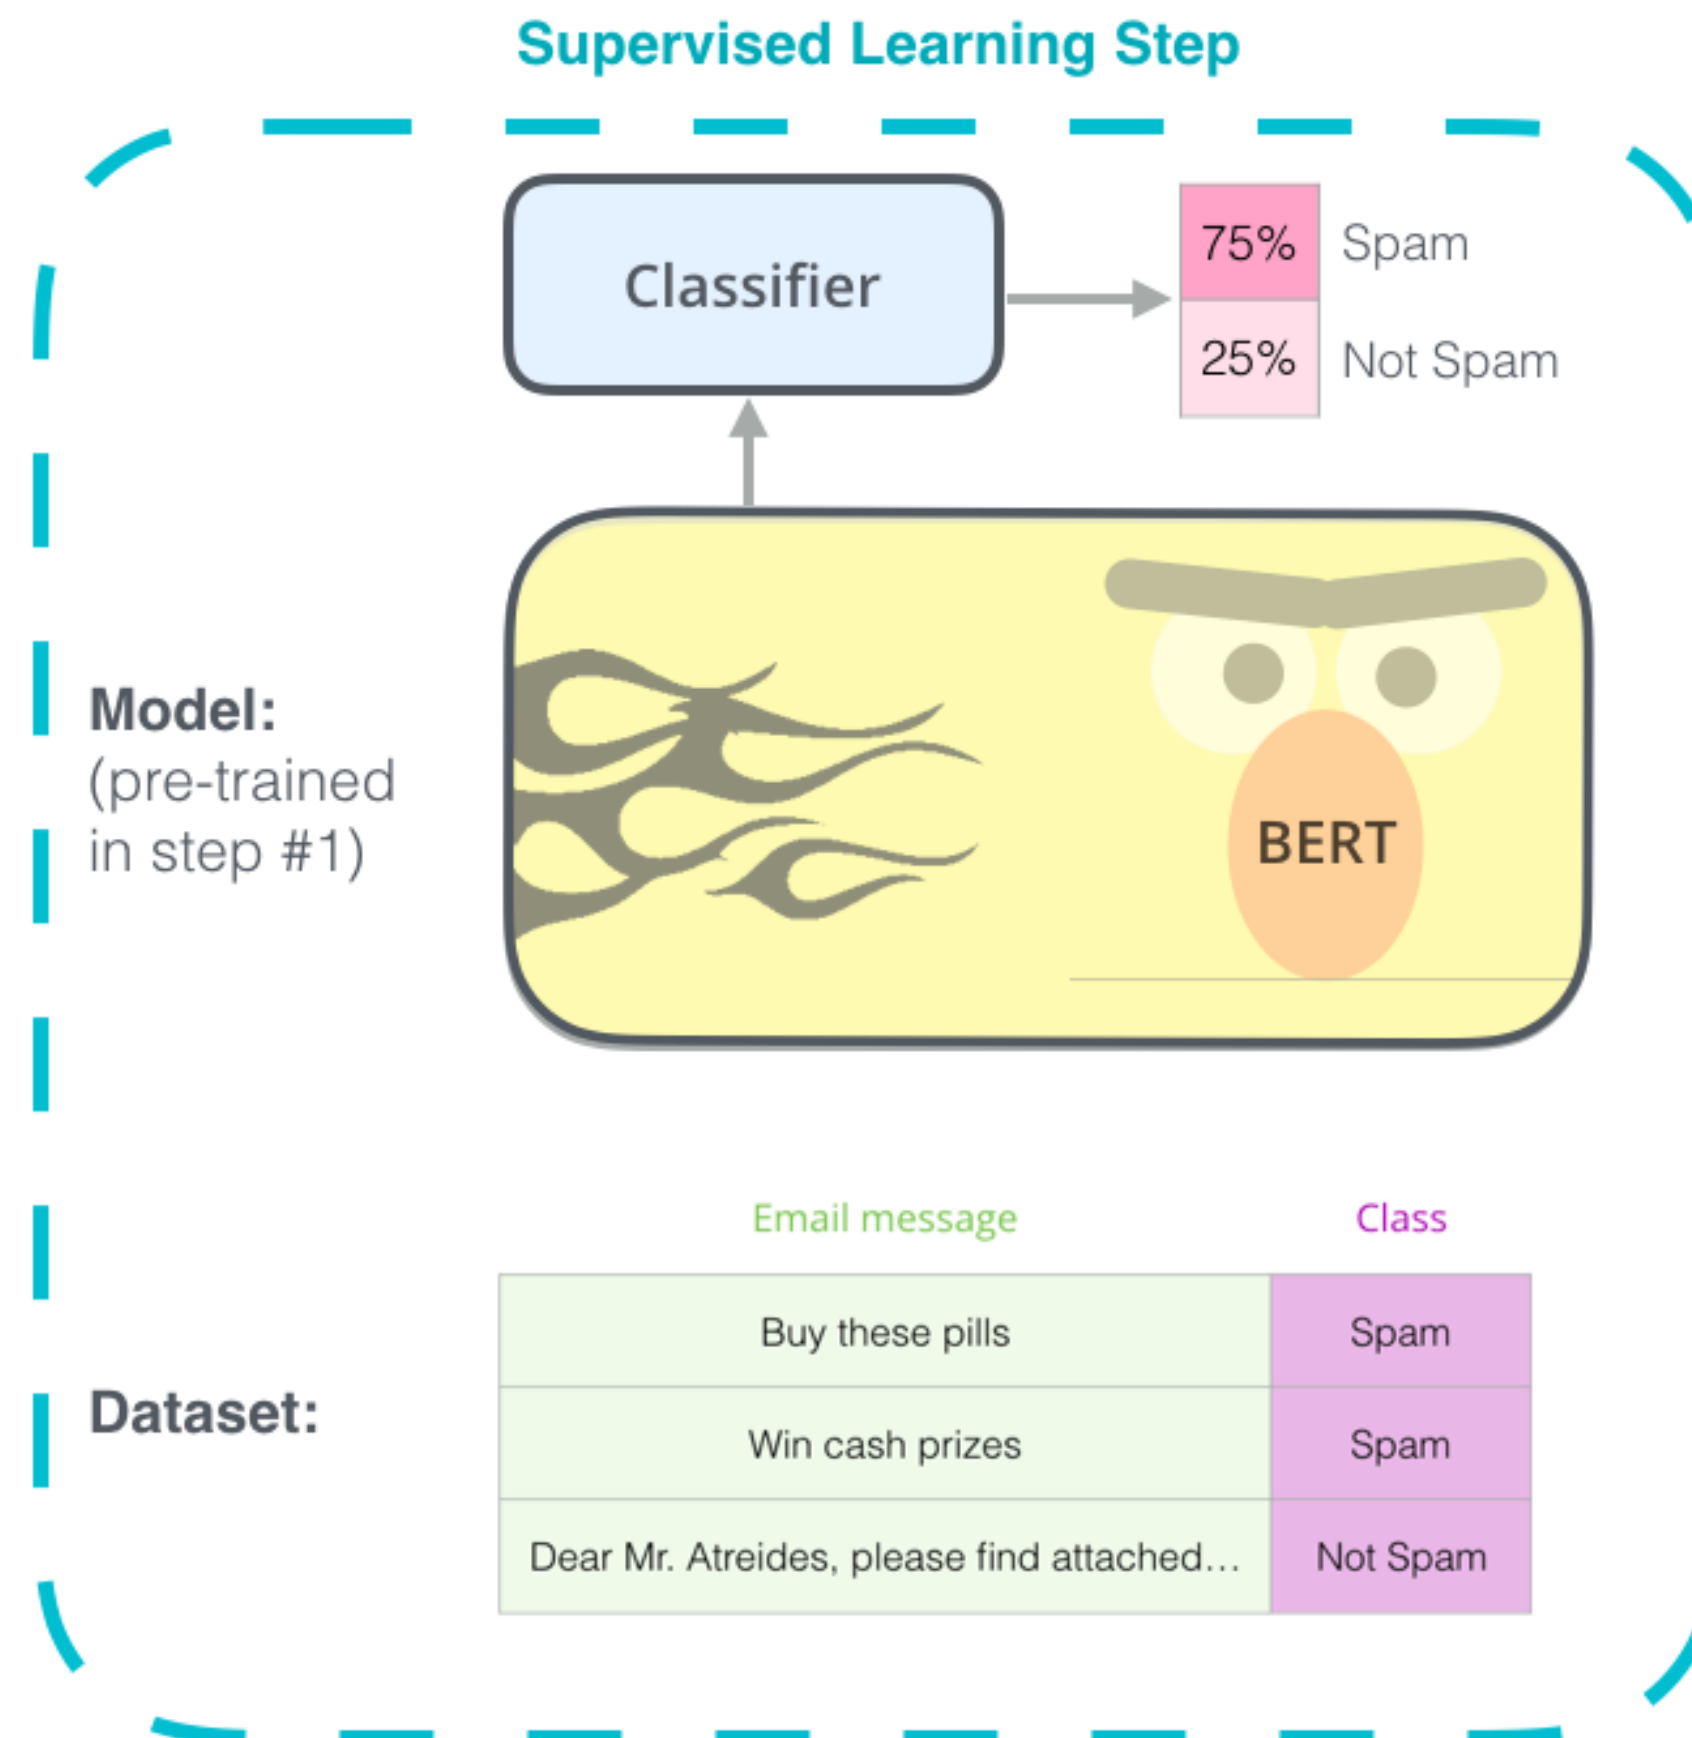 Supervised Learning Step
Classifier
75% Spam
25% Not Spam
Model:
(pre-trained
in step #1)
BERT
Email message Class
Buy these pills Spam
Dataset:
Win cash prizes Spam
Dear Mr. Atreides, please find attached... Not Spam